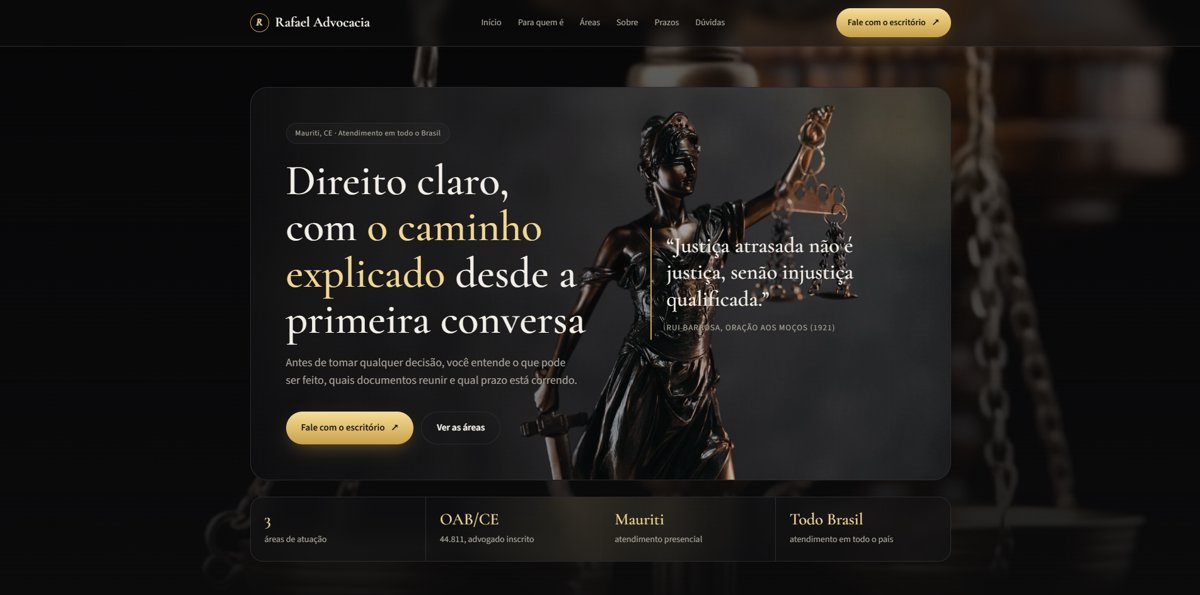 R Rafael Advocacia
Início Para quem é Áreas Sobre Prazos Dúvidas
Fale com o escritório ↗
Mauriti, CE · Atendimento em todo o Brasil
Direito claro,
com o caminho
explicado desde a
primeira conversa
Antes de tomar qualquer decisão, você entende o que pode
ser feito, quais documentos reunir e qual prazo está correndo.
Fale com o escritório ↗
Ver as áreas
“Justiça atrasada não é
justiça, senão injustiça
qualificada.”
RUI BARBOSA, ORAÇÃO AOS MOÇOS (1921)
3
áreas de atuação
OAB/CE
44.811, advogado inscrito
Mauriti
atendimento presencial
Todo Brasil
atendimento em todo o país